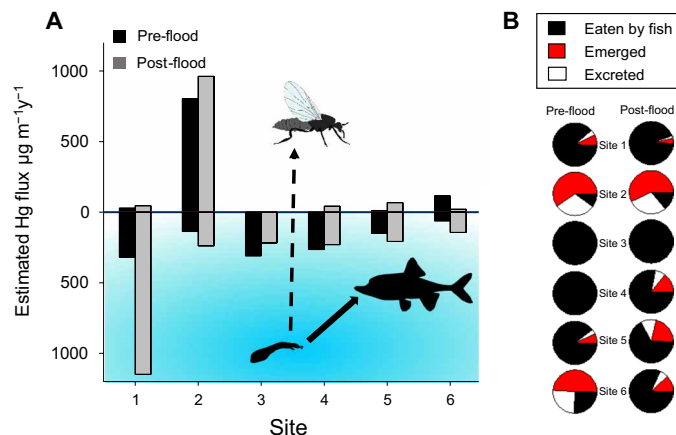 A
Pre-flood
Post-flood
Estimated Hg flux µg m⁻¹y⁻¹
1000
500
0
500
1000
1 2 3 4 5 6
Site
B
Eaten by fish
Emerged
Excreted
Pre-flood Post-flood
Site 1
Site 2
Site 3
Site 4
Site 5
Site 6